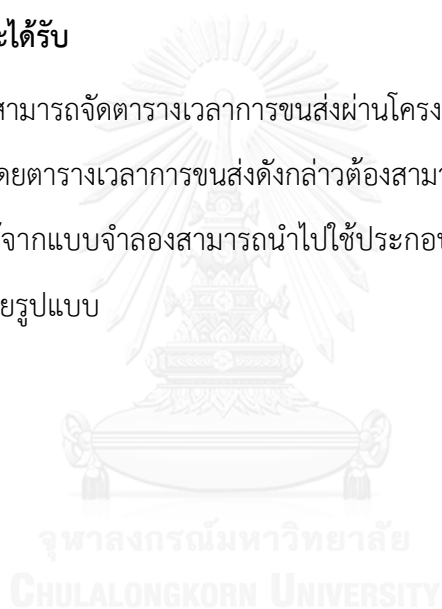 ะได้รับ
สามารถจัดตารางเวลาการขนส่งผ่านโครง
ดยตารางเวลาการขนส่งดังกล่าวต้องสามา
จากแบบจำลองสามารถนำไปใช้ประกอบ
ยรูปแบบ
จุฬาลงกรณ์มหาวิทยาลัย
CHULALONGKORN UNIVERSITY